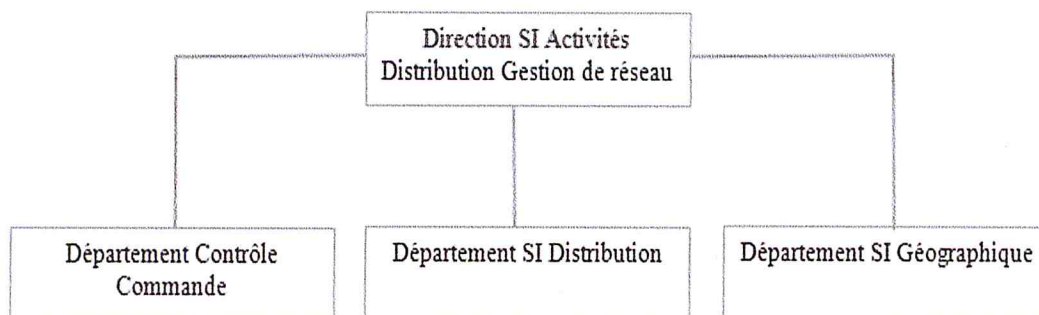 Direction SI Activités
Distribution Gestion de réseau
Département Contrôle
Commande
Département SI Distribution
Département SI Géographique